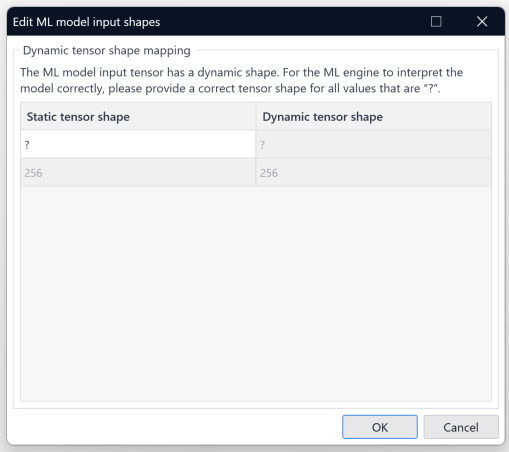 Edit ML model input shapes
Dynamic tensor shape mapping
The ML model input tensor has a dynamic shape. For the ML engine to interpret the
model correctly, please provide a correct tensor shape for all values that are "?".
Static tensor shape Dynamic tensor shape
? ?
256 256
OK Cancel